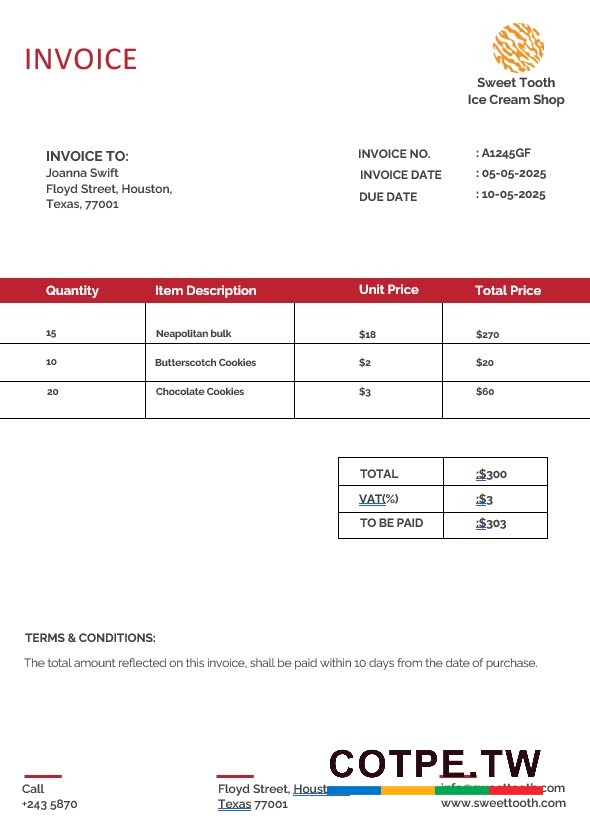 INVOICE
Sweet Tooth
Ice Cream Shop
INVOICE TO:
Joanna Swift
Floyd Street, Houston,
Texas, 77001
INVOICE NO. : A1245GF
INVOICE DATE : 05-05-2025
DUE DATE : 10-05-2025
Quantity Item Description Unit Price Total Price
15 Neapolitan bulk $18 $270
10 Butterscotch Cookies $2 $20
20 Chocolate Cookies $3 $60
TOTAL :$300
VAT(%) :$3
TO BE PAID :$303
TERMS & CONDITIONS:
The total amount reflected on this invoice, shall be paid within 10 days from the date of purchase.
COTPE.TW
Call
+243 5870
Floyd Street,
Texas 77001
www.sweettooth.com